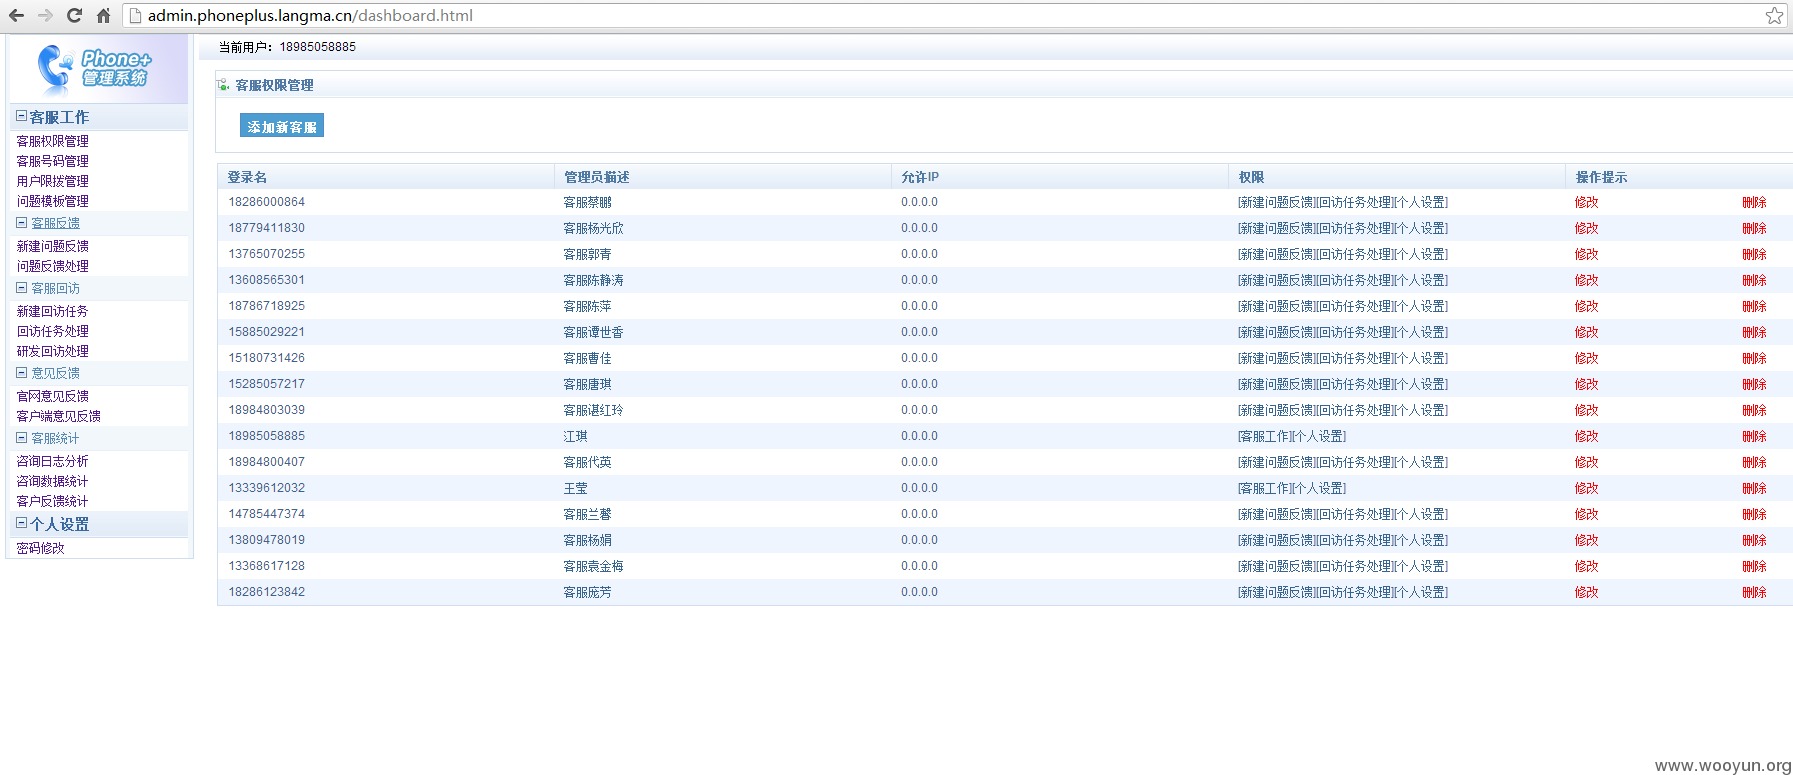 admin.phoneplus.langma.cn/dashboard.html
Phone+
管理系统
当前用户：18985058885
客服工作
客服权限管理
客服号码管理
用户限拨管理
问题模板管理
客服反馈
新建问题反馈
问题反馈处理
客服回访
新建回访任务
回访任务处理
研发回访处理
意见反馈
官网意见反馈
客户端意见反馈
客服统计
咨询日志分析
咨询数据统计
客户反馈统计
个人设置
密码修改
客服权限管理
添加新客服
登录名 管理员描述 允许IP 权限 操作提示
18286000864 客服蔡鹏 0.0.0.0 [新建问题反馈][回访任务处理][个人设置] 修改 删除
18779411830 客服杨光欣 0.0.0.0 [新建问题反馈][回访任务处理][个人设置] 修改 删除
13765070255 客服郭青 0.0.0.0 [新建问题反馈][回访任务处理][个人设置] 修改 删除
13608565301 客服陈静涛 0.0.0.0 [新建问题反馈][回访任务处理][个人设置] 修改 删除
18786718925 客服陈萍 0.0.0.0 [新建问题反馈][回访任务处理][个人设置] 修改 删除
15885029221 客服谭世香 0.0.0.0 [新建问题反馈][回访任务处理][个人设置] 修改 删除
15180731426 客服曹佳 0.0.0.0 [新建问题反馈][回访任务处理][个人设置] 修改 删除
15285057217 客服唐琪 0.0.0.0 [新建问题反馈][回访任务处理][个人设置] 修改 删除
18984803039 客服谌红玲 0.0.0.0 [新建问题反馈][回访任务处理][个人设置] 修改 删除
18985058885 江琪 0.0.0.0 [客服工作][个人设置] 修改 删除
18984800407 客服代英 0.0.0.0 [新建问题反馈][回访任务处理][个人设置] 修改 删除
13339612032 王莹 0.0.0.0 [客服工作][个人设置] 修改 删除
14785447374 客服兰馨 0.0.0.0 [新建问题反馈][回访任务处理][个人设置] 修改 删除
13809478019 客服杨娟 0.0.0.0 [新建问题反馈][回访任务处理][个人设置] 修改 删除
13368617128 客服袁金梅 0.0.0.0 [新建问题反馈][回访任务处理][个人设置] 修改 删除
18286123842 客服庞芳 0.0.0.0 [新建问题反馈][回访任务处理][个人设置] 修改 删除
www.wooyun.org